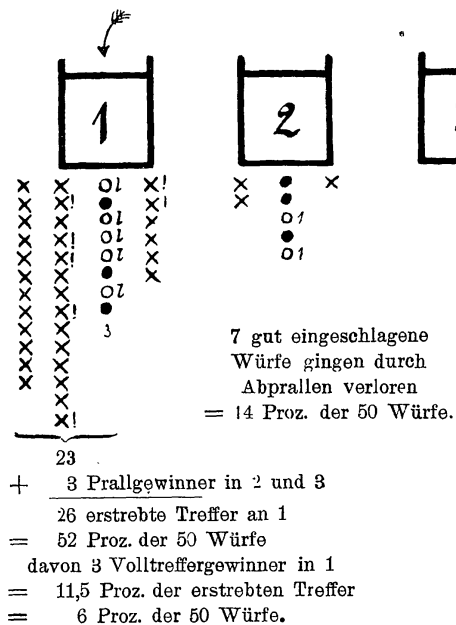 1
2
3
7 gut eingeschlagene
Würfe gingen durch
Abprallen verloren
= 14 Proz. der 50 Würfe.
23
+ 3 Prallgewinner in 2 und 3
26 erstrebte Treffer an 1
= 52 Proz. der 50 Würfe
davon 3 Volltreffergewinner in 1
= 11,5 Proz. der erstrebten Treffer
= 6 Proz. der 50 Würfe.